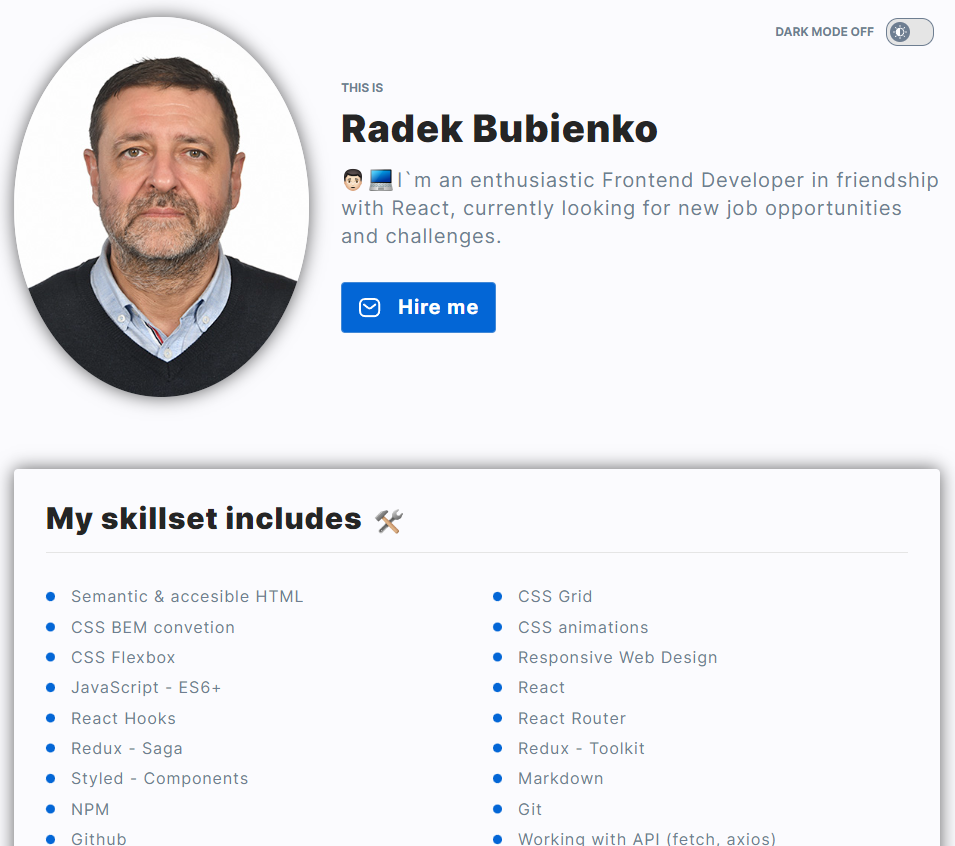 DARK MODE OFF
THIS IS
Radek Bubienko
👨🏻💻I`m an enthusiastic Frontend Developer in friendship
with React, currently looking for new job opportunities
and challenges.
Hire me
My skillset includes 🛠️
Semantic & accesible HTML
CSS BEM convetion
CSS Flexbox
JavaScript - ES6+
React Hooks
Redux - Saga
Styled - Components
NPM
Github
CSS Grid
CSS animations
Responsive Web Design
React
React Router
Redux - Toolkit
Markdown
Git
Working with API (fetch, axios)